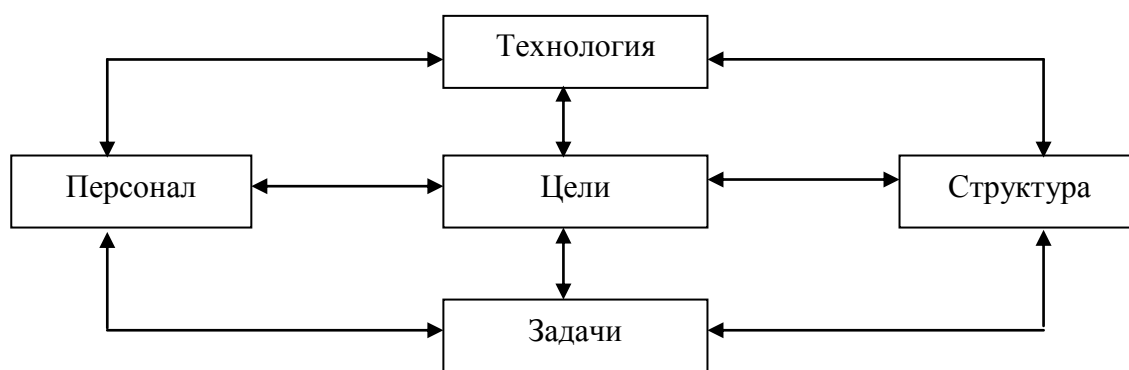 Технология
Персонал
Цели
Структура
Задачи